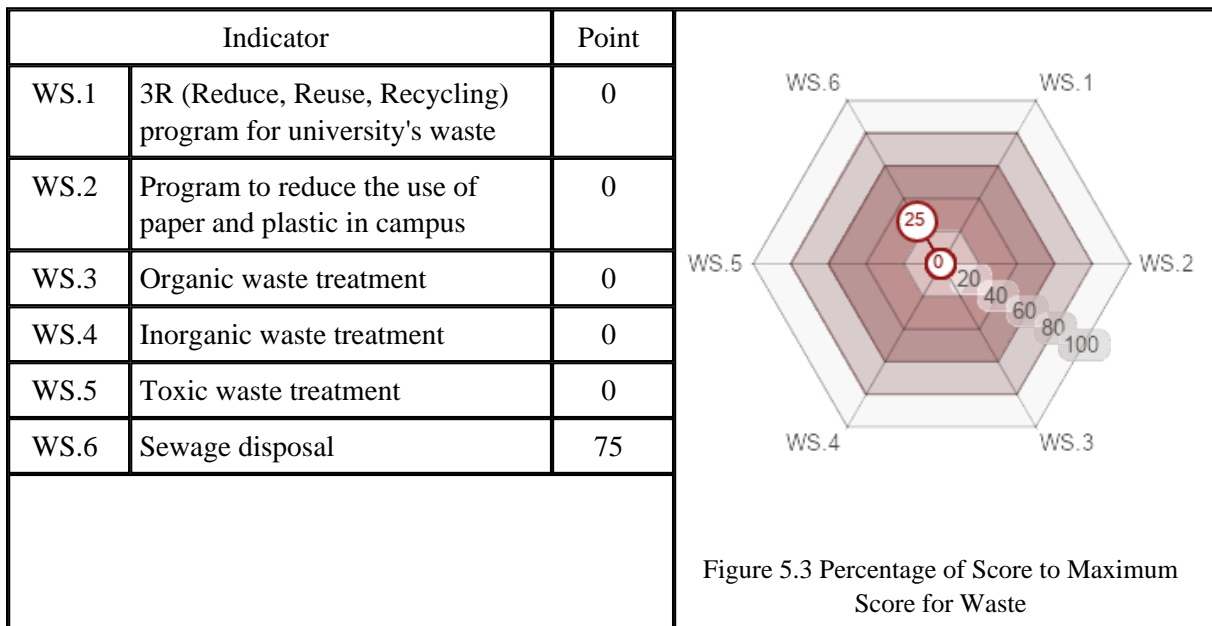 Indicator Point
WS.1 3R (Reduce, Reuse, Recycling) 0
program for university's waste
WS.2 Program to reduce the use of 0
paper and plastic in campus
WS.3 Organic waste treatment 0
WS.4 Inorganic waste treatment 0
WS.5 Toxic waste treatment 0
WS.6 Sewage disposal 75
WS.6 WS.1
25
WS.5 0 WS.2
20
40
60
80
100
WS.4 WS.3
Figure 5.3 Percentage of Score to Maximum
Score for Waste